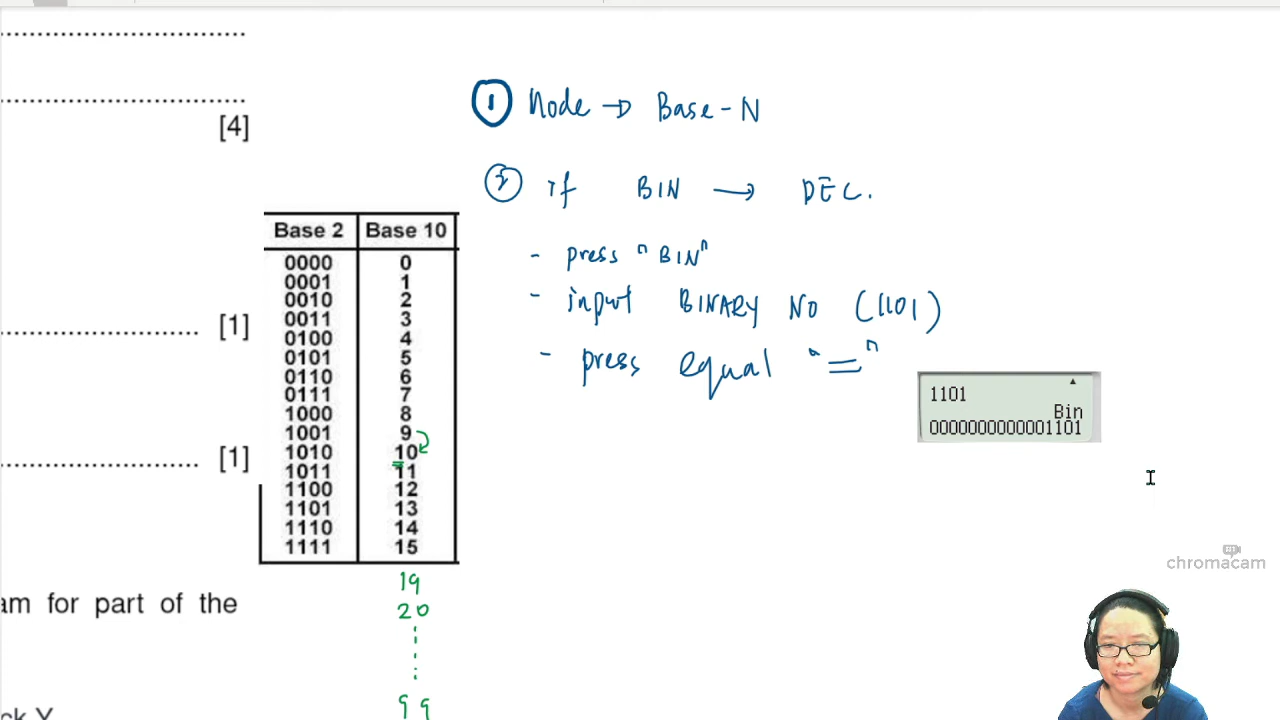 [4]
① Mode → Base-N
② if BIN → DEC.
- press "BIN"
- input BINARY NO (1101)
- press equal "="
1101
Bin
0000000000001101
Base 2 Base 10
0000 0
0001 1
0010 2
0011 3
0100 4
0101 5
0110 6
0111 7
1000 8
1001 9
1010 10
1011 11
1100 12
1101 13
1110 14
1111 15
19
20
99
[1]
[1]
am for part of the
ck Y
chromacam